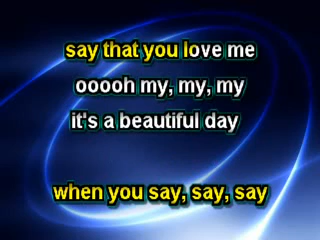 say that you love me
ooooh my, my, my
it's a beautiful day
when you say, say, say